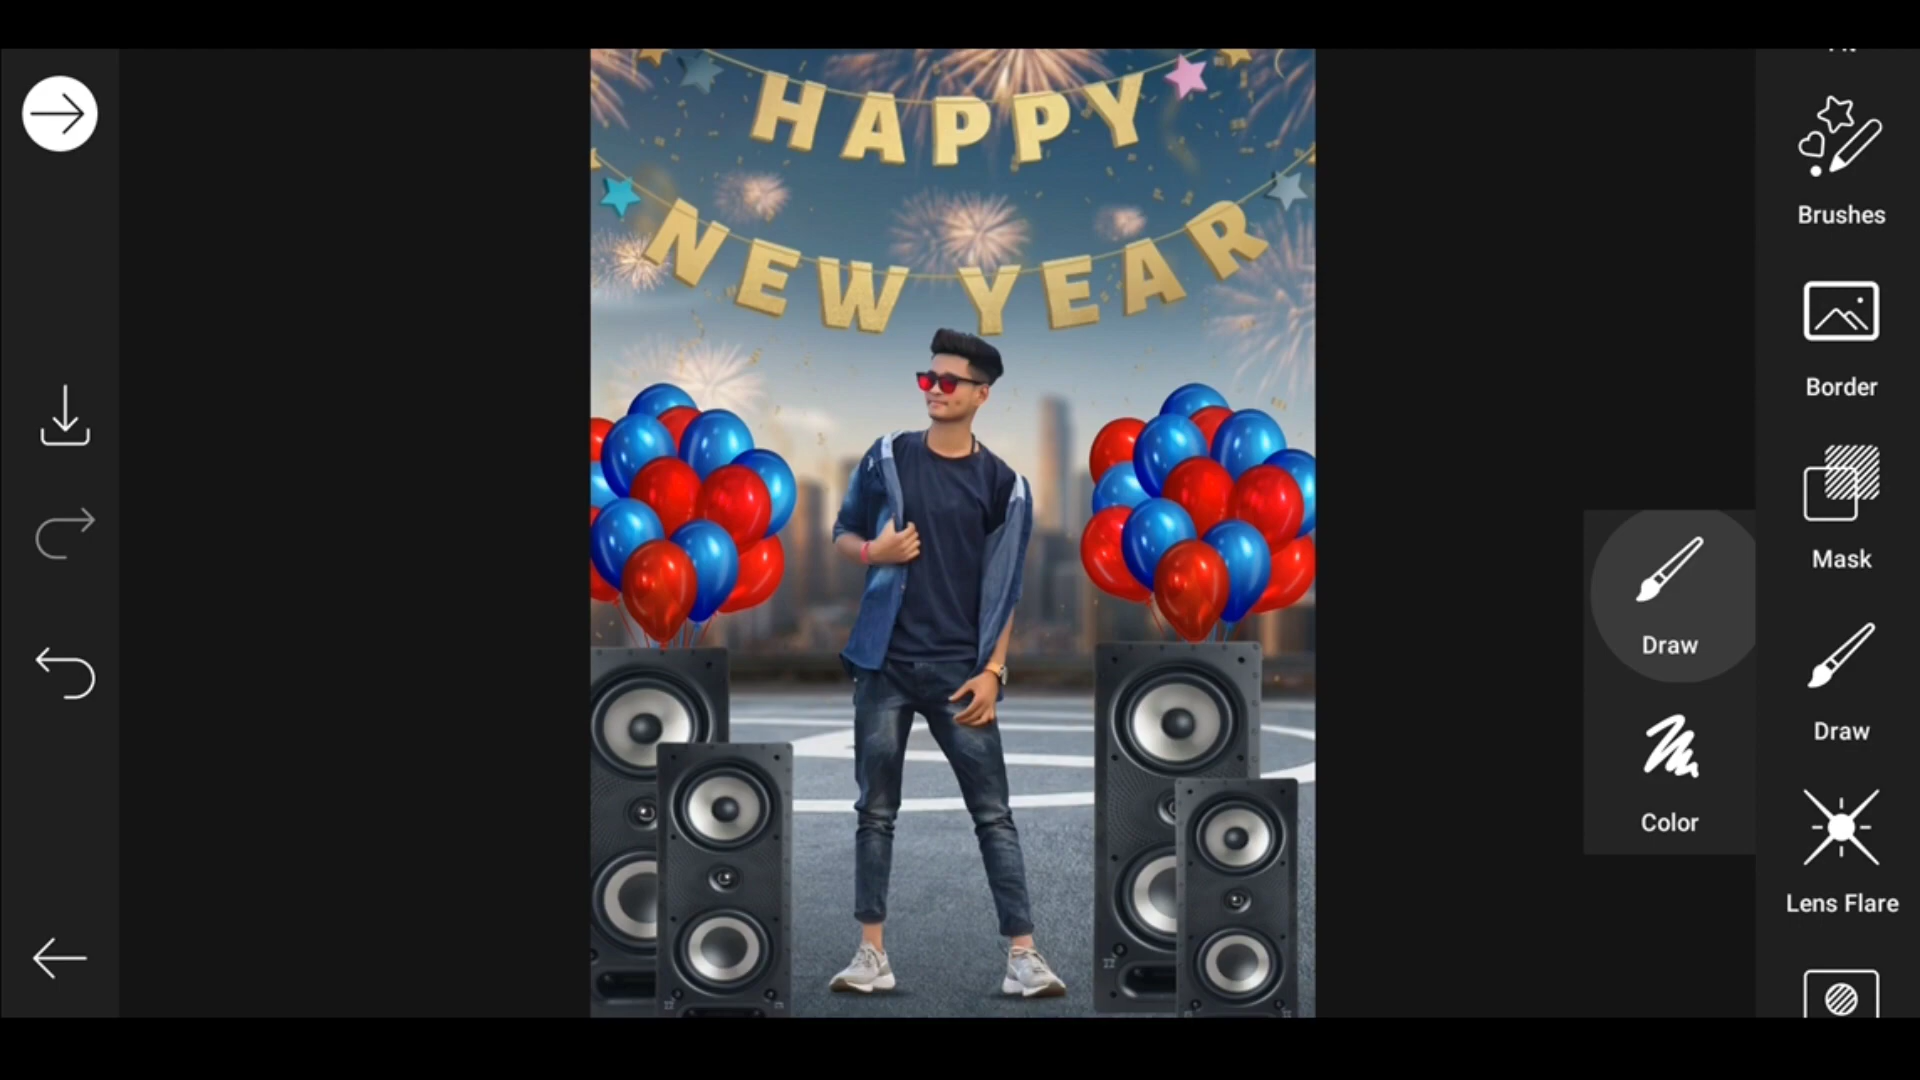 HAPPY
NEW YEAR
Brushes
Border
Mask
Draw
Color
Draw
Lens Flare